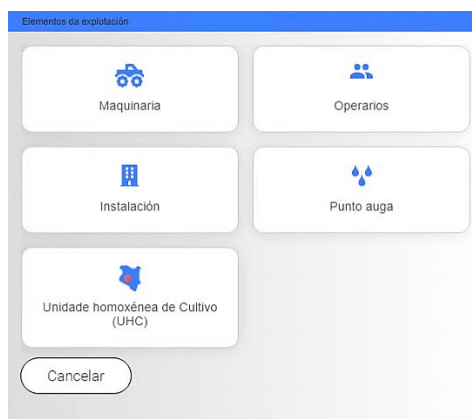 Elementos da explotación
Maquinaria
Operarios
Instalación
Punto auga
Unidade homoxénea de Cultivo
(UHC)
Cancelar